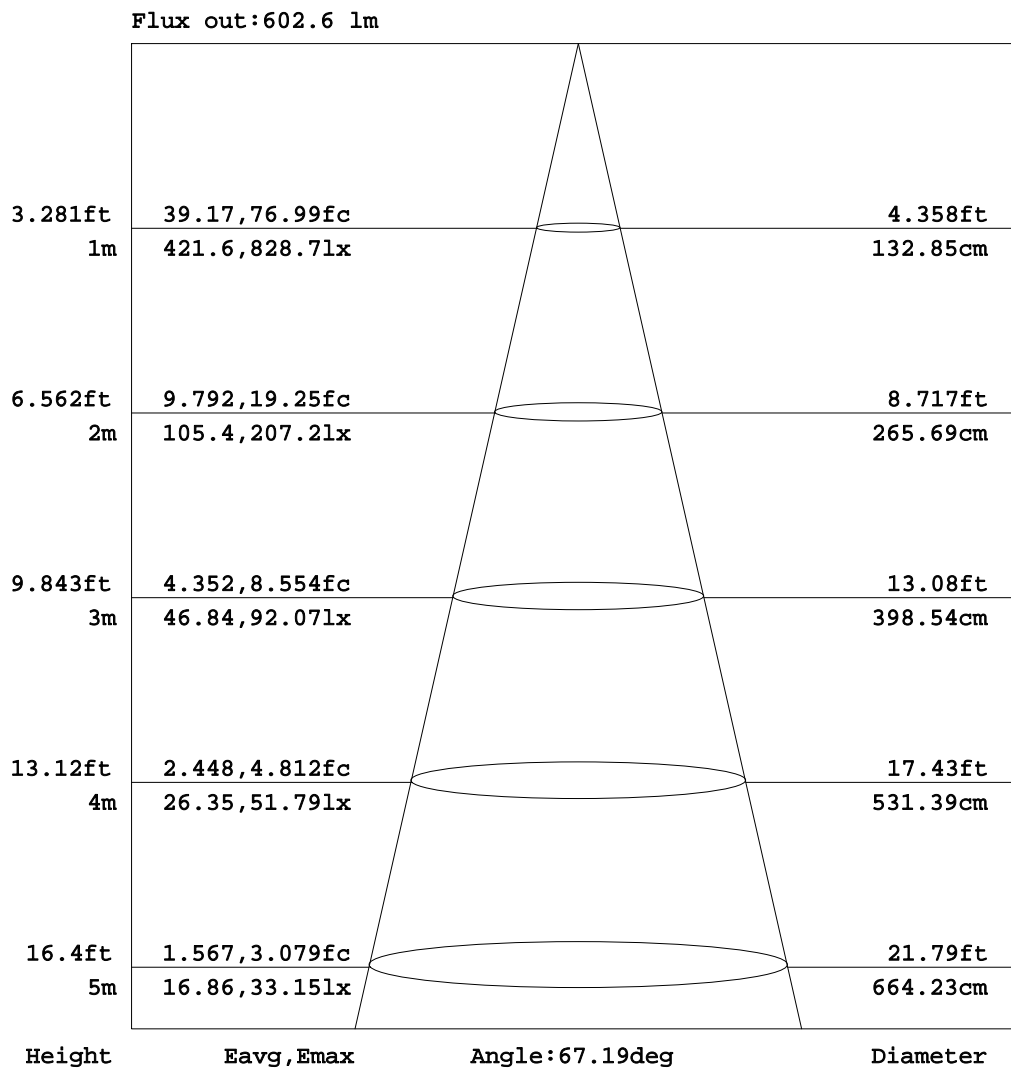 Flux out:602.6 lm
3.281ft 39.17,76.99fc 4.358ft
1m 421.6,828.7lx 132.85cm
6.562ft 9.792,19.25fc 8.717ft
2m 105.4,207.2lx 265.69cm
9.843ft 4.352,8.554fc 13.08ft
3m 46.84,92.07lx 398.54cm
13.12ft 2.448,4.812fc 17.43ft
4m 26.35,51.79lx 531.39cm
16.4ft 1.567,3.079fc 21.79ft
5m 16.86,33.15lx 664.23cm
Height Eavg,Emax Angle:67.19deg Diameter